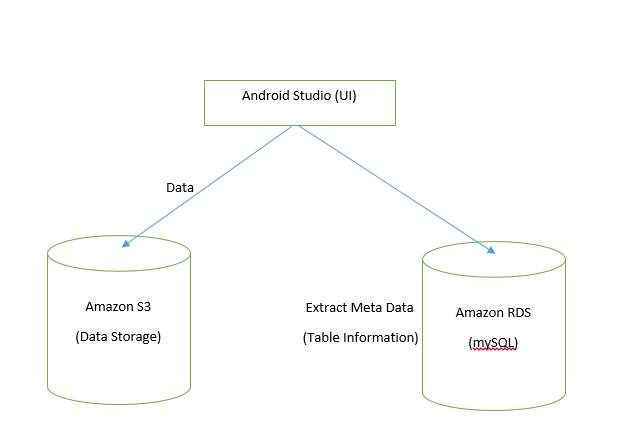 Android Studio (UI)
Data
Amazon S3
(Data Storage)
Extract Meta Data
(Table Information)
Amazon RDS
(mySQL)